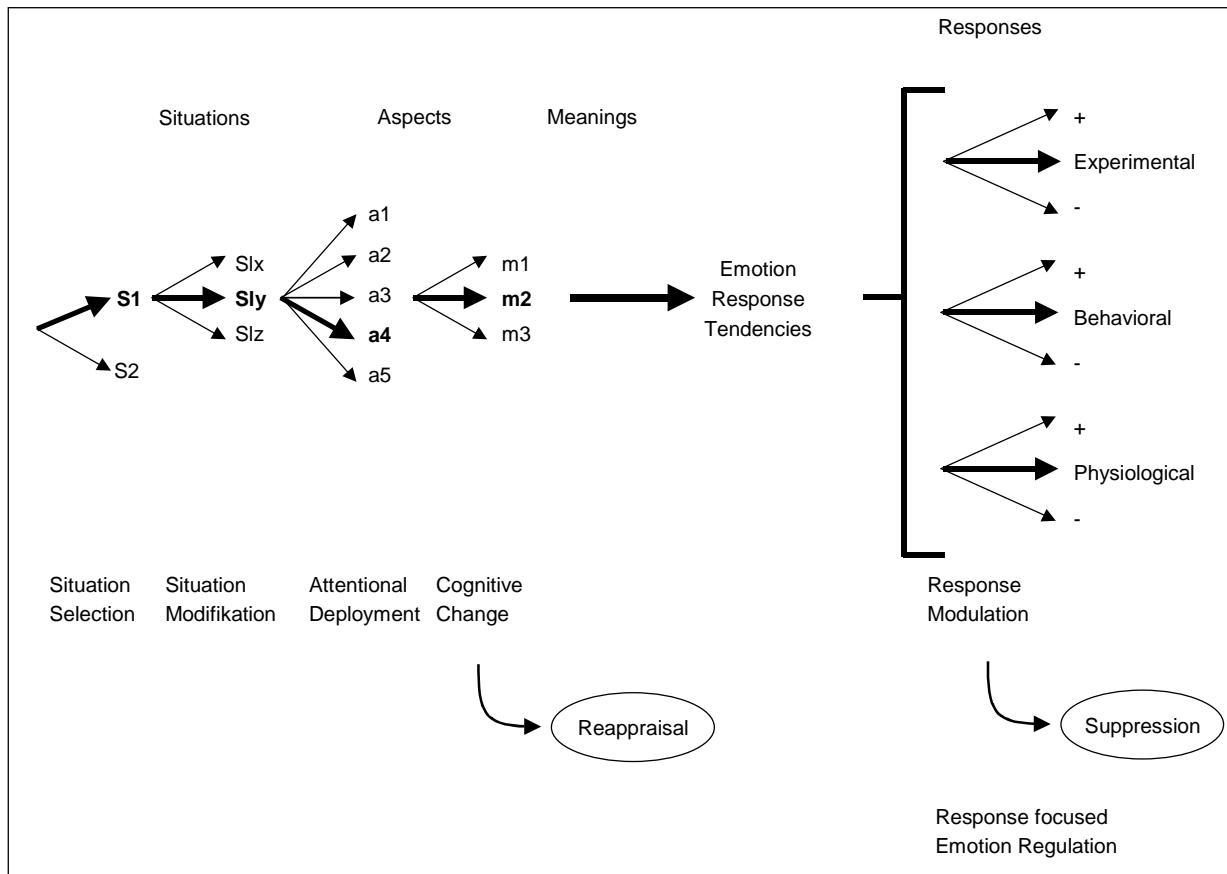 Responses
Situations
Aspects
Meanings
+
Experimental
-
a1
a2
a3
a4
a5
Slx
Sly
Slz
S1
S2
m1
m2
m3
Emotion
Response
Tendencies
+
Behavioral
-
+
Physiological
-
Situation
Selection
Situation
Modifikation
Attentional
Deployment
Cognitive
Change
Response
Modulation
Reappraisal
Suppression
Response focused
Emotion Regulation